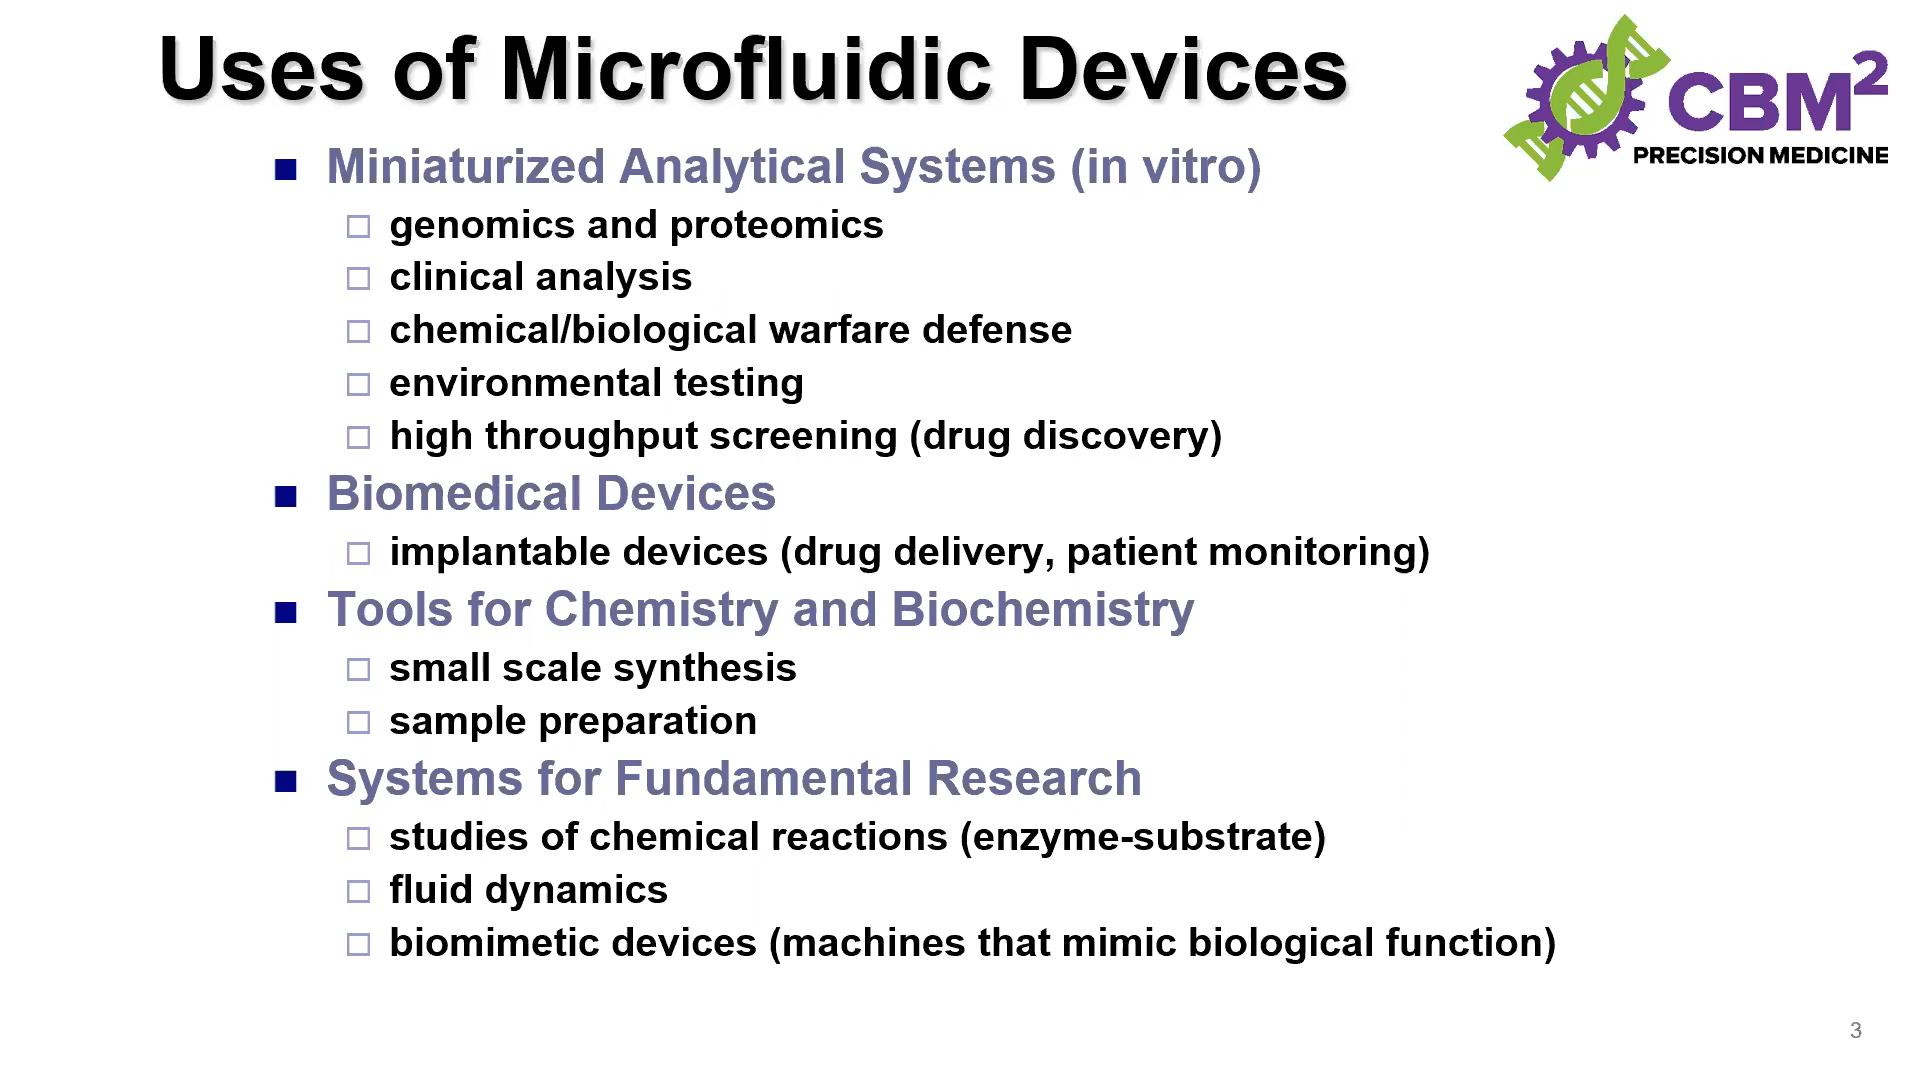 Uses of Microfluidic Devices
CBM2
PRECISION MEDICINE
Miniaturized Analytical Systems (in vitro)
genomics and proteomics
clinical analysis
chemical/biological warfare defense
environmental testing
high throughput screening (drug discovery)
Biomedical Devices
implantable devices (drug delivery, patient monitoring)
Tools for Chemistry and Biochemistry
small scale synthesis
sample preparation
Systems for Fundamental Research
studies of chemical reactions (enzyme-substrate)
fluid dynamics
biomimetic devices (machines that mimic biological function)
3